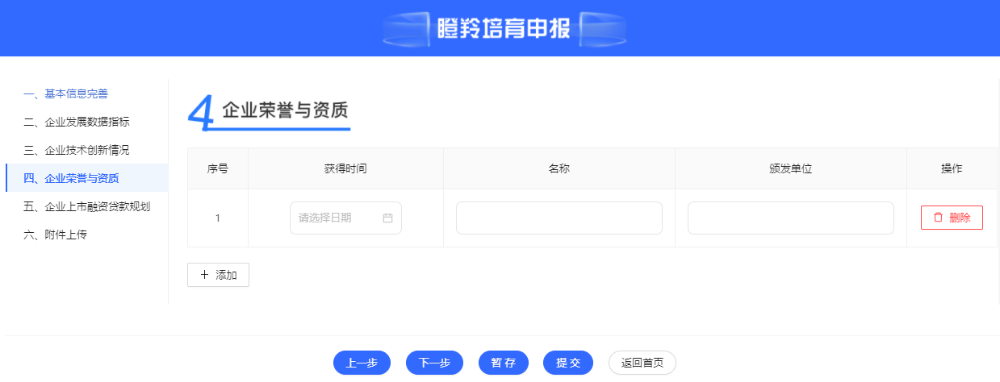 瞪羚培育申报
一、基本信息完善
二、企业发展数据指标
三、企业技术创新情况
四、企业荣誉与资质
五、企业上市融资贷款规划
六、附件上传
4 企业荣誉与资质
序号 获得时间 名称 颁发单位 操作
1 请选择日期 删除
+ 添加
上一步 下一步 暂存 提交 返回首页